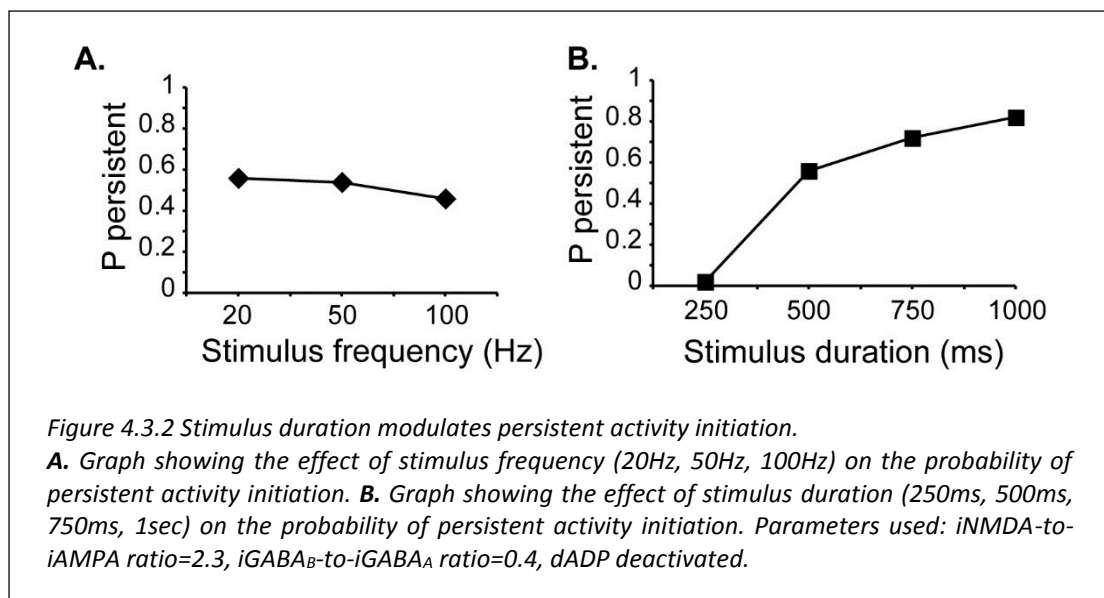 A.
P persistent
1
0.8
0.6
0.4
0.2
0
20 50 100
Stimulus frequency (Hz)
B.
P persistent
1
0.8
0.6
0.4
0.2
0
250 500 750 1000
Stimulus duration (ms)
Figure 4.3.2 Stimulus duration modulates persistent activity initiation.
A. Graph showing the effect of stimulus frequency (20Hz, 50Hz, 100Hz) on the probability of
persistent activity initiation. B. Graph showing the effect of stimulus duration (250ms, 500ms,
750ms, 1sec) on the probability of persistent activity initiation. Parameters used: iNMDA-to-
iAMPA ratio=2.3, iGABAB-to-iGABAA ratio=0.4, dADP deactivated.